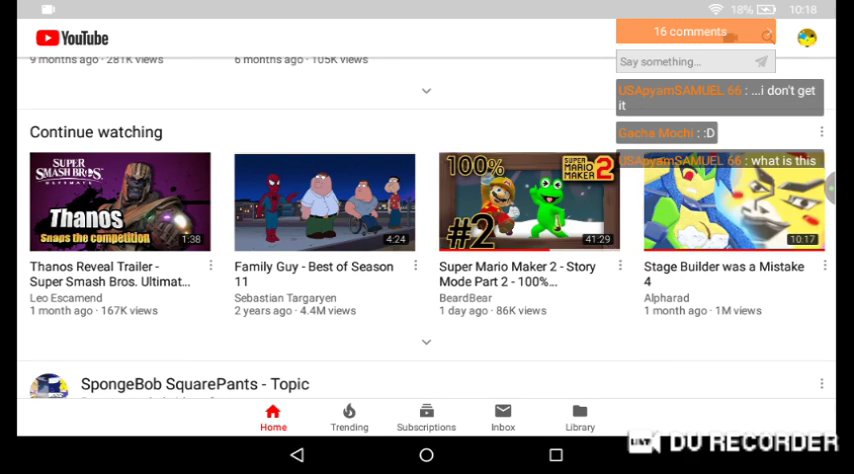 18% 10:18
YouTube
16 comments
9 months ago · 281K views
6 months ago · 105K views
Say something...
USApyamSAMUEL 66 : ...i don't get
it
Gacha Mochi : :D
USApyamSAMUEL 66 : what is this
Continue watching
SUPER
SMASH BROS.
ULTIMATE
Thanos
Snaps the competition
1:38
4:24
100%
SUPER
MARIO
MAKER 2
#2
41:29
10:17
Thanos Reveal Trailer -
Super Smash Bros. Ultimat...
Leo Escamend
1 month ago · 167K views
Family Guy - Best of Season
11
Sebastian Targaryen
2 years ago · 4.4M views
Super Mario Maker 2 - Story
Mode Part 2 - 100%...
BeardBear
1 day ago · 86K views
Stage Builder was a Mistake
4
Alpharad
1 month ago · 1M views
SpongeBob SquarePants - Topic
Home
Trending
Subscriptions
Inbox
Library
DU RECORDER